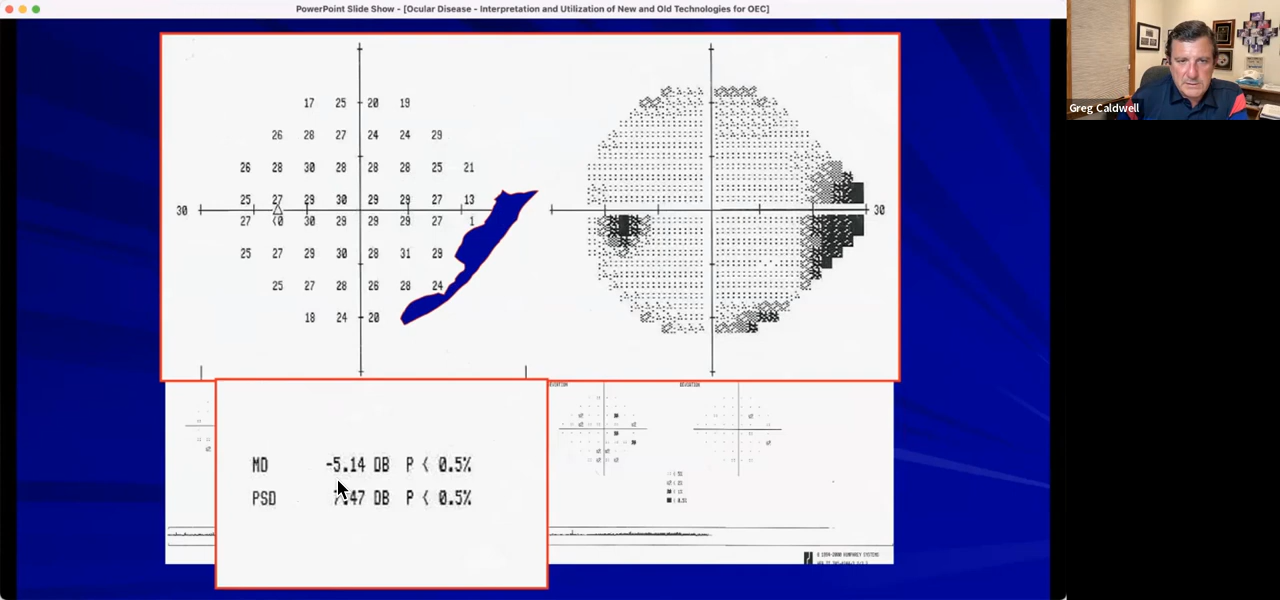 PowerPoint Slide Show - [Ocular Disease - Interpretation and Utilization of New and Old Technologies for OEC]
Greg Caldwell
17 25 20 19
26 28 27 24 24 29
26 28 30 28 28 28 25 21
30 25 27 29 30 28 29 28 13
27 <0 30 29 29 29 27 1
25 27 29 30 28 31 29
25 27 28 26 28 24
18 24 20
30
MD -5.14 DB P < 0.5%
PSD 7.47 DB P < 0.5%